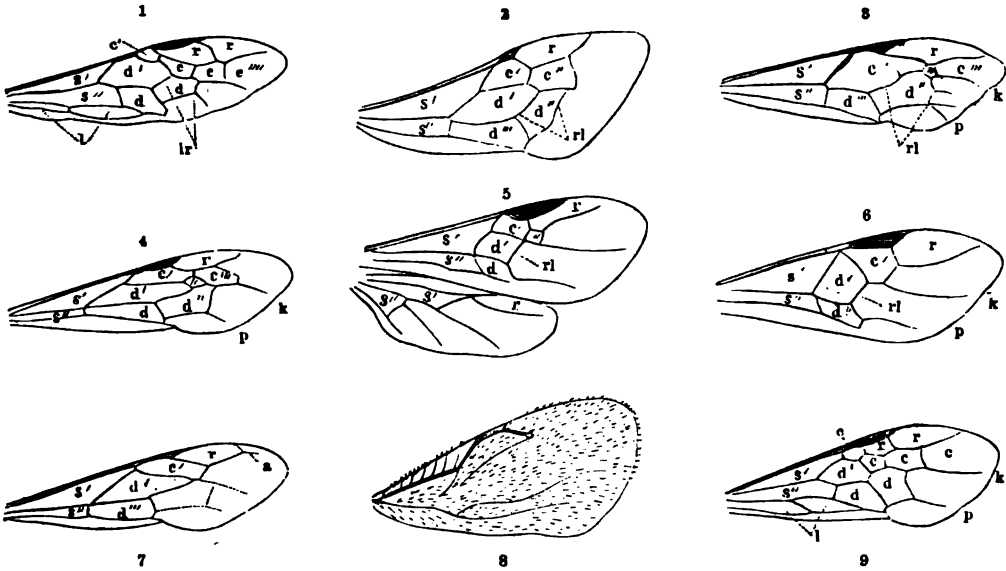 1 2 3
c' r r
s' d' c c e''''
s'' d d
l lr
r
c' c''
s' d' d''
s'' d''' rl
r
s' c' c'''
s'' d''' d'' k
p
rl
4 5 6
r
c'
s' d'
s'' d rl
s'' s' r
c' r'
d' k
s' d d''
s'' p
r
s' d' c'
s'' d'' rl k
p
r
c' a
s' d'
s'' d'''
c r r
s' d' c c c k
s'' d d
l p
7 8 9